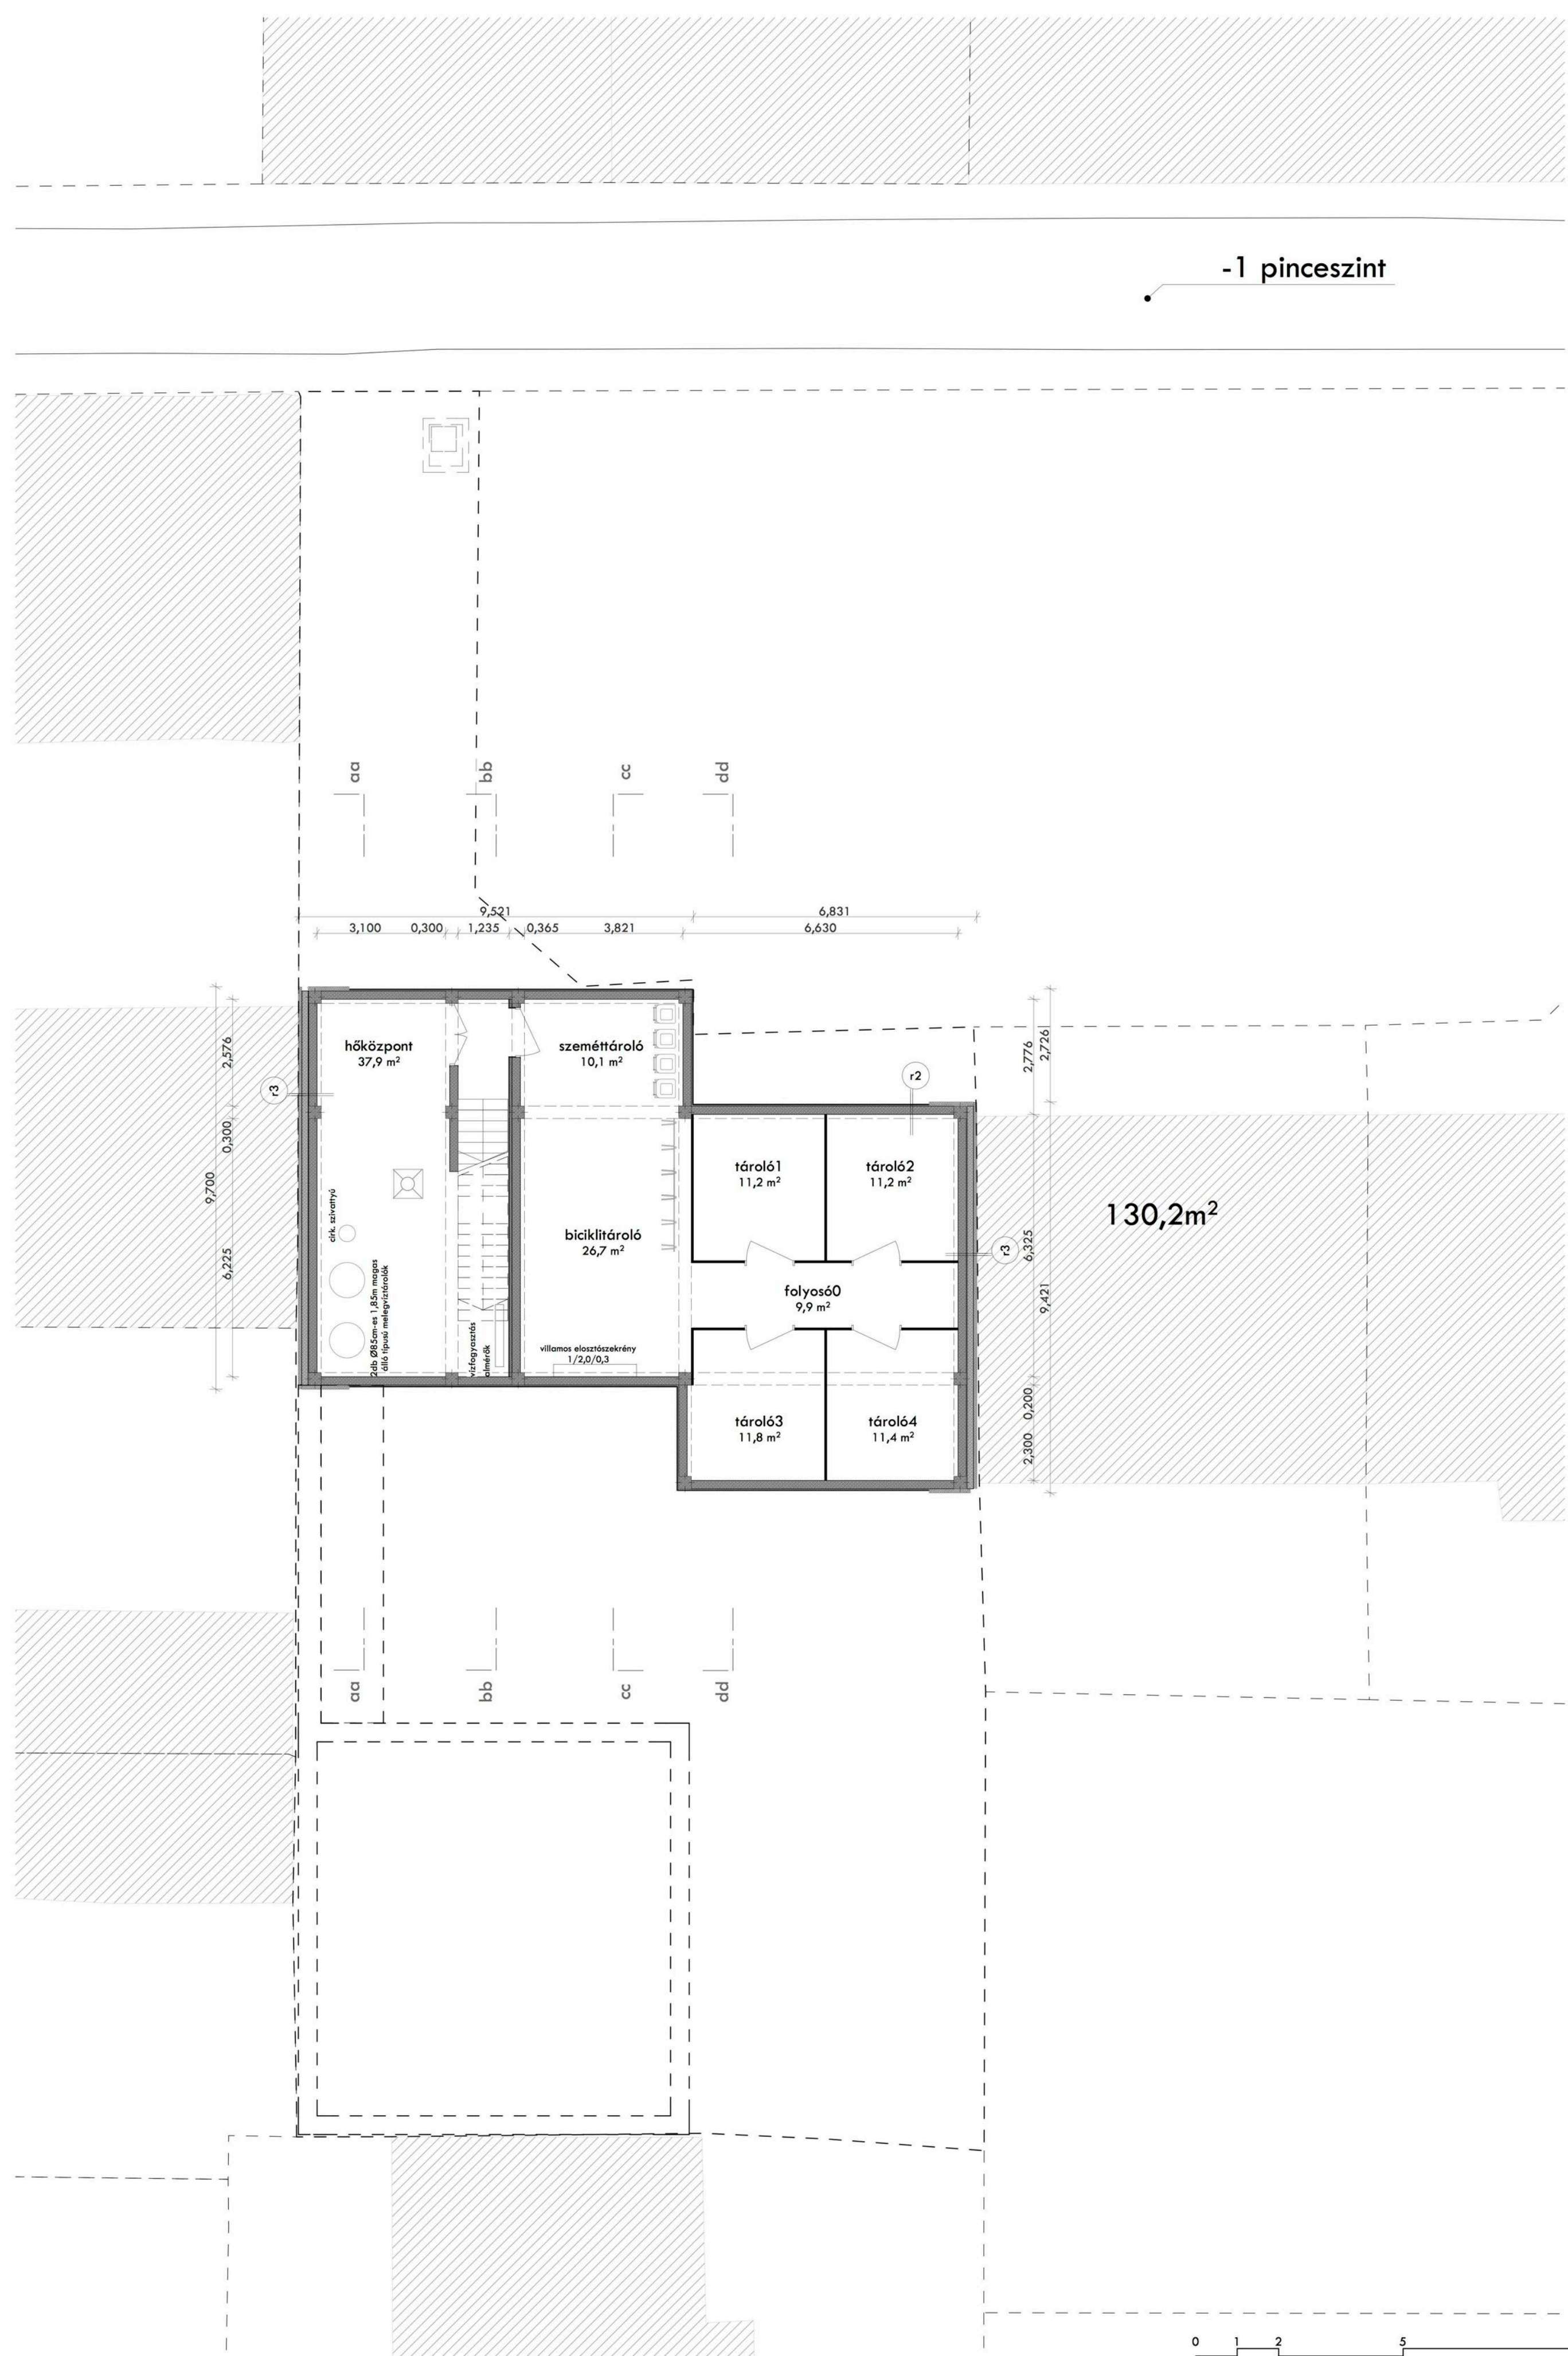 -1 pinceszint
aa
bb
cc
dd
9,521
6,831
3,100
0,300
1,235
0,365
3,821
6,630
hőközpont
37,9 m²
szeméttároló
10,1 m²
r3
r2
2,576
0,300
9,700
6,225
2,776
2,726
tároló1
11,2 m²
tároló2
11,2 m²
130,2m²
cirk. szivattyú
biciklitároló
26,7 m²
r3
6,325
9,421
folyosó0
9,9 m²
2db Ø85cm-es 1,85m magas
álló típusú melegvíztárolók
vízfogyasztás
almérők
villamos elosztószekrény
1/2,0/0,3
0,200
2,300
tároló3
11,8 m²
tároló4
11,4 m²
aa
bb
cc
dd
0 1 2 5